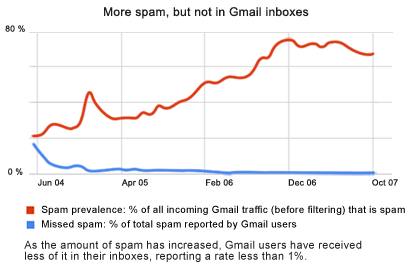 More spam, but not in Gmail inboxes
80 %
0 %
Jun 04 Apr 05 Feb 06 Dec 06 Oct 07
Spam prevalence: % of all incoming Gmail traffic (before filtering) that is spam
Missed spam: % of total spam reported by Gmail users
As the amount of spam has increased, Gmail users have received
less of it in their inboxes, reporting a rate less than 1%.